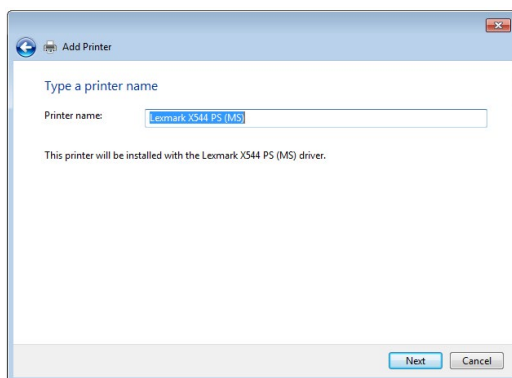 Add Printer
Type a printer name
Printer name: Lexmark X544 PS (MS)
This printer will be installed with the Lexmark X544 PS (MS) driver.
Next Cancel